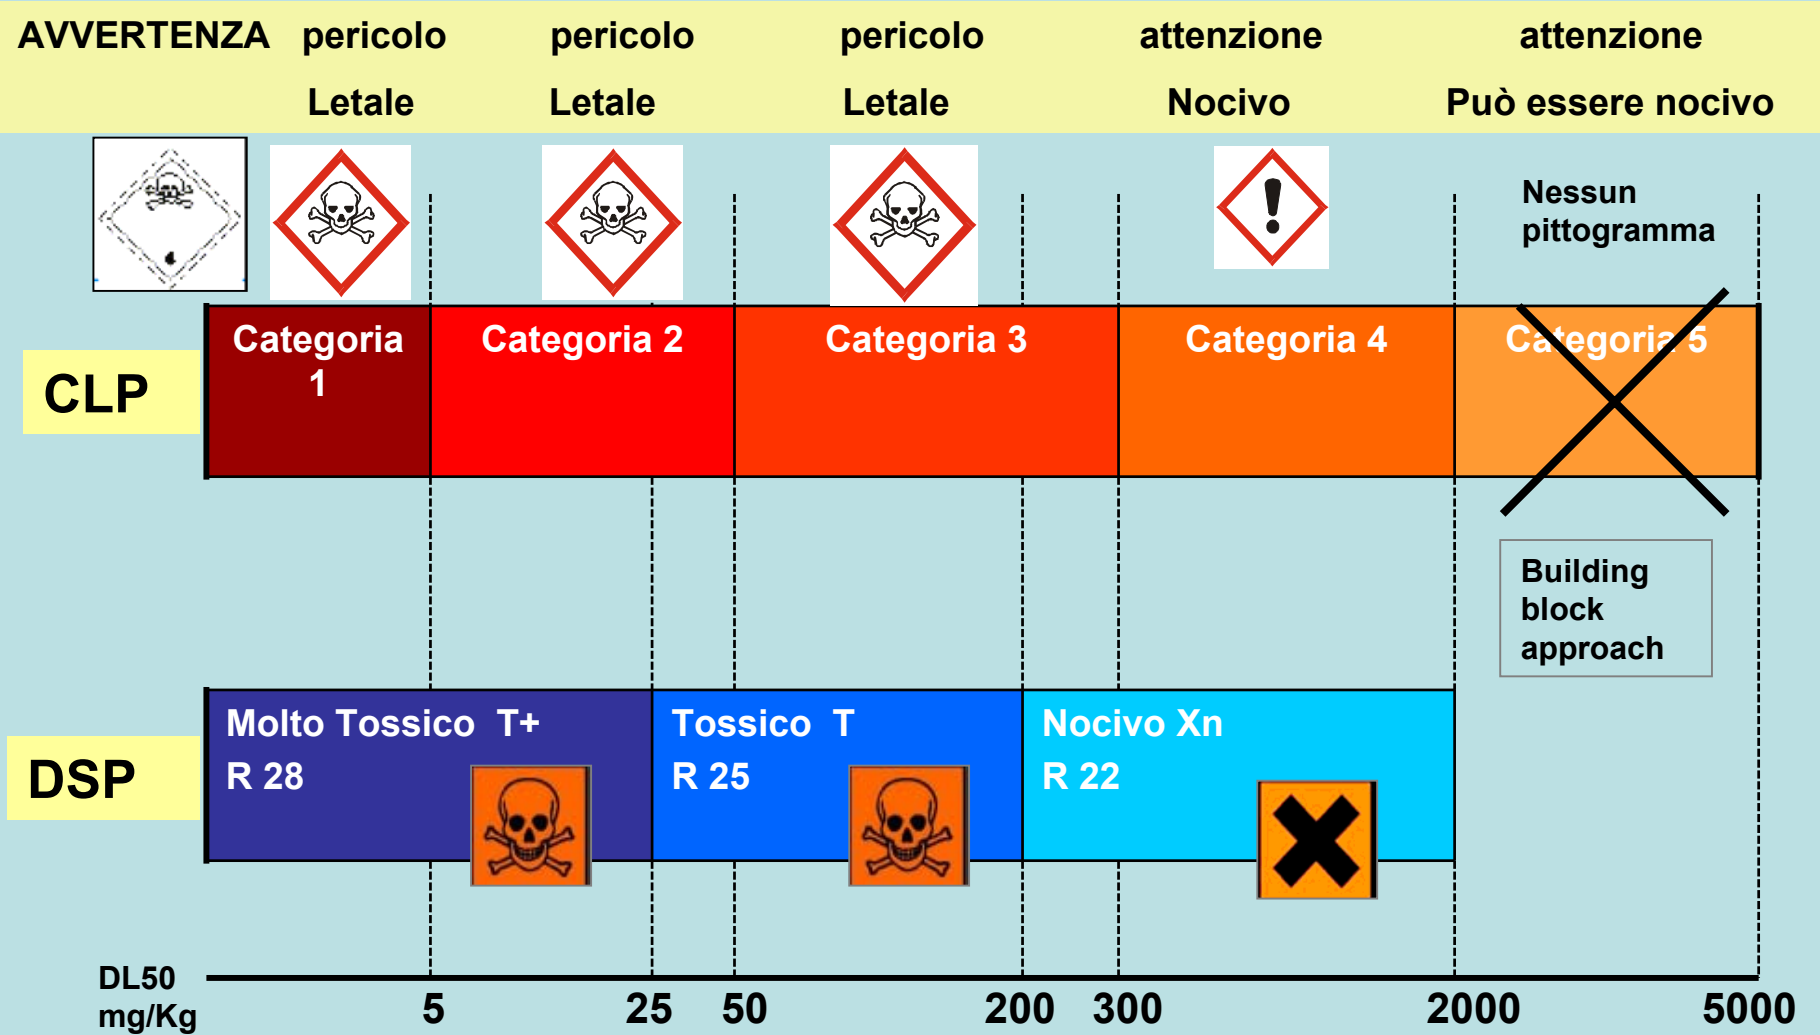 AVVERTENZA pericolo pericolo pericolo attenzione attenzione
Letale Letale Letale Nocivo Può essere nocivo
Nessun
pittogramma
CLP
Categoria
1
Categoria 2
Categoria 3
Categoria 4
Categoria 5
Building
block
approach
DSP
Molto Tossico T+
R 28
Tossico T
R 25
Nocivo Xn
R 22
DL50
mg/Kg
5 25 50 200 300 2000 5000